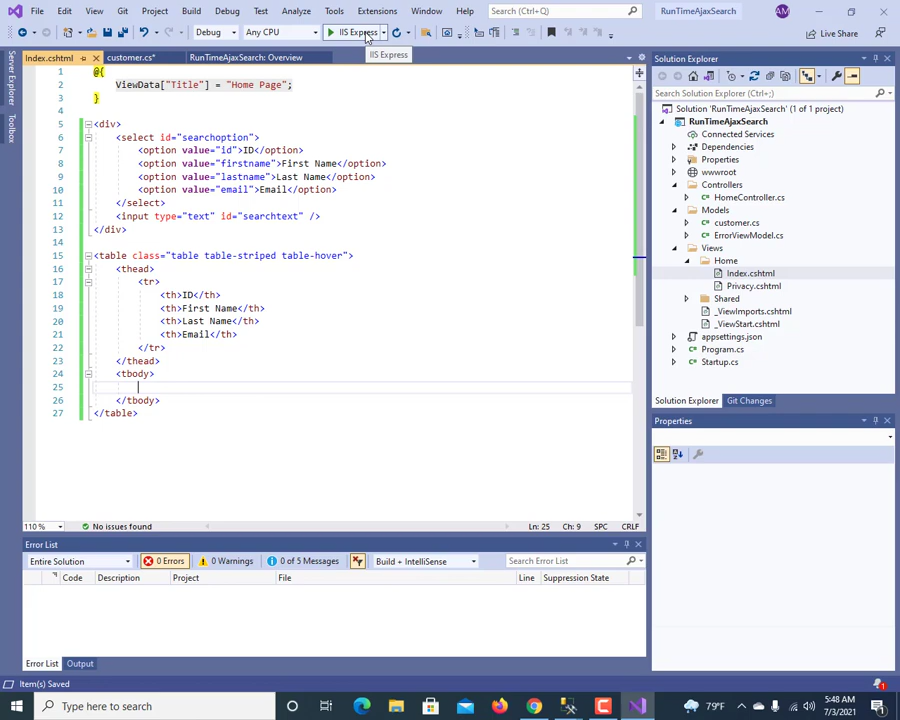 File Edit View Git Project Build Debug Test Analyze Tools Extensions Window Help Search (Ctrl+Q) RunTimeAjaxSearch AM
Debug Any CPU IIS Express Live Share
IIS Express
Index.cshtml customer.cs* RunTimeAjaxSearch: Overview
Server Explorer
Toolbox
1 @{
2 ViewData["Title"] = "Home Page";
3 }
4
5 <div>
6 <select id="searchoption">
7 <option value="id">ID</option>
8 <option value="firstname">First Name</option>
9 <option value="lastname">Last Name</option>
10 <option value="email">Email</option>
11 </select>
12 <input type="text" id="searchtext" />
13 </div>
14
15 <table class="table table-striped table-hover">
16 <thead>
17 <tr>
18 <th>ID</th>
19 <th>First Name</th>
20 <th>Last Name</th>
21 <th>Email</th>
22 </tr>
23 </thead>
24 <tbody>
25
26 </tbody>
27 </table>
110 % No issues found Ln: 25 Ch: 9 SPC CRLF
Solution Explorer
Search Solution Explorer (Ctrl+;)
Solution 'RunTimeAjaxSearch' (1 of 1 project)
RunTimeAjaxSearch
Connected Services
Dependencies
Properties
wwwroot
Controllers
HomeController.cs
Models
customer.cs
ErrorViewModel.cs
Views
Home
Index.cshtml
Privacy.cshtml
Shared
_ViewImports.cshtml
_ViewStart.cshtml
appsettings.json
Program.cs
Startup.cs
Solution Explorer Git Changes
Properties
Error List
Entire Solution 0 Errors 0 Warnings 0 of 5 Messages Build + IntelliSense Search Error List
Code Description Project File Line Suppression State
Error List Output
Item(s) Saved 1
Type here to search 79°F 5:48 AM
7/3/2021 1